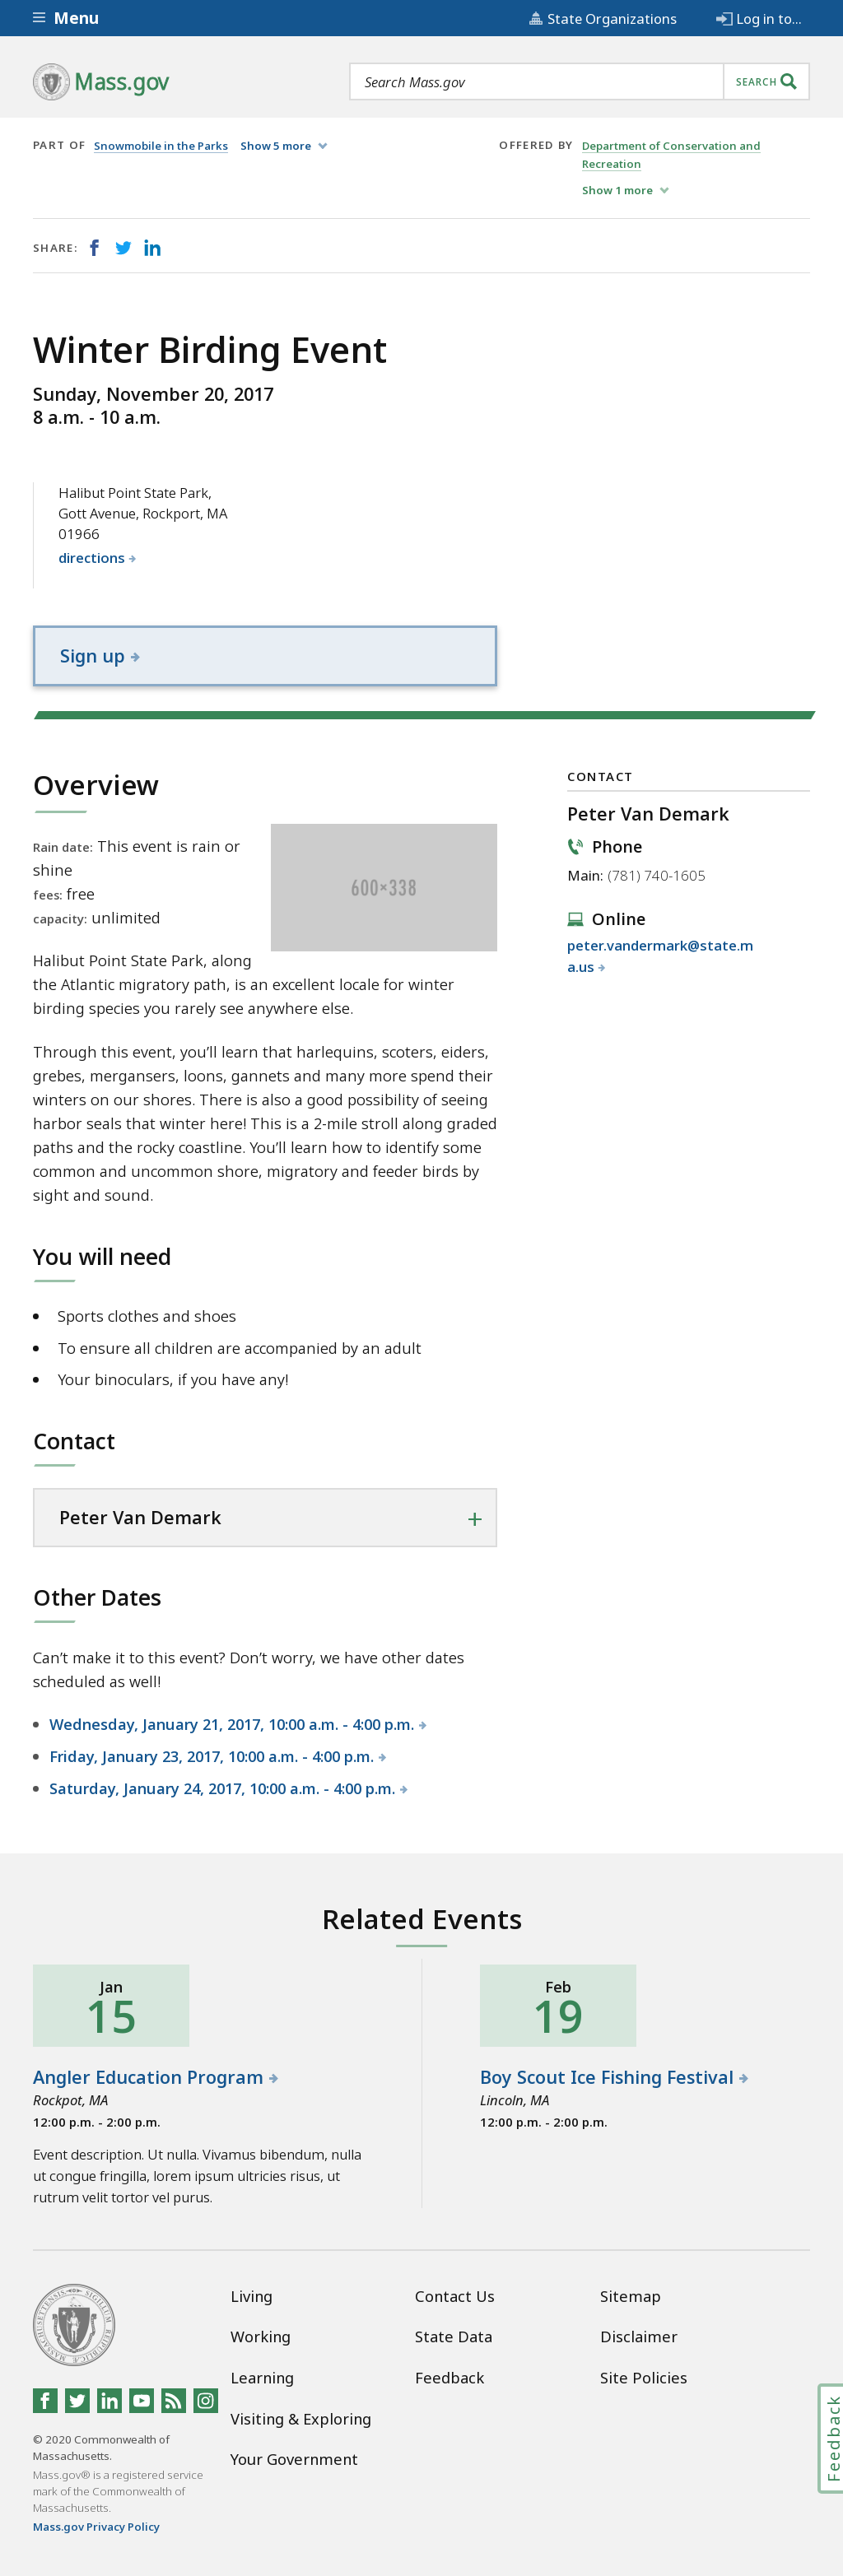 Menu
State Organizations
Log in to...
Mass.gov
Search Mass.gov
SEARCH
PART OF
Snowmobile in the Parks
Show 5 more
OFFERED BY
Department of Conservation and
Recreation
Show 1 more
SHARE:
Winter Birding Event
Sunday, November 20, 2017
8 a.m. - 10 a.m.
Halibut Point State Park,
Gott Avenue, Rockport, MA
01966
directions
Sign up
Overview
Rain date: This event is rain or
shine
fees: free
capacity: unlimited
600×338
Halibut Point State Park, along
the Atlantic migratory path, is an excellent locale for winter
birding species you rarely see anywhere else.
Through this event, you’ll learn that harlequins, scoters, eiders,
grebes, mergansers, loons, gannets and many more spend their
winters on our shores. There is also a good possibility of seeing
harbor seals that winter here! This is a 2-mile stroll along graded
paths and the rocky coastline. You’ll learn how to identify some
common and uncommon shore, migratory and feeder birds by
sight and sound.
You will need
Sports clothes and shoes
To ensure all children are accompanied by an adult
Your binoculars, if you have any!
Contact
Peter Van Demark
Other Dates
Can’t make it to this event? Don’t worry, we have other dates
scheduled as well!
Wednesday, January 21, 2017, 10:00 a.m. - 4:00 p.m.
Friday, January 23, 2017, 10:00 a.m. - 4:00 p.m.
Saturday, January 24, 2017, 10:00 a.m. - 4:00 p.m.
CONTACT
Peter Van Demark
Phone
Main: (781) 740-1605
Online
peter.vandermark@state.m
a.us
Related Events
Jan
15
Angler Education Program
Rockpot, MA
12:00 p.m. - 2:00 p.m.
Event description. Ut nulla. Vivamus bibendum, nulla
ut congue fringilla, lorem ipsum ultricies risus, ut
rutrum velit tortor vel purus.
Feb
19
Boy Scout Ice Fishing Festival
Lincoln, MA
12:00 p.m. - 2:00 p.m.
Living
Working
Learning
Visiting & Exploring
Your Government
Contact Us
State Data
Feedback
Sitemap
Disclaimer
Site Policies
© 2020 Commonwealth of
Massachusetts.
Mass.gov® is a registered service
mark of the Commonwealth of
Massachusetts.
Mass.gov Privacy Policy
Feedback